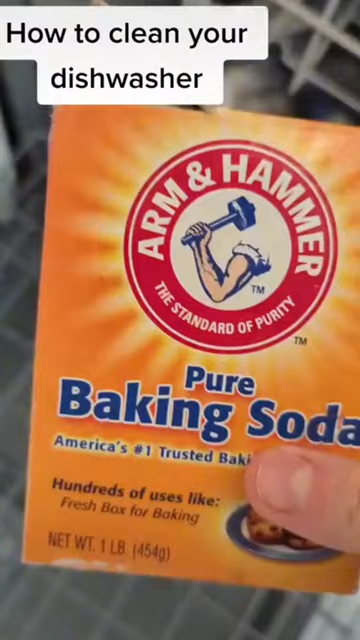 How to clean your
dishwasher
ARM & HAMMER
THE STANDARD OF PURITY
TM
TM
Pure
Baking Soda
America's #1 Trusted Baki
Hundreds of uses like:
Fresh Box for Baking
NET WT. 1 LB. (454g)